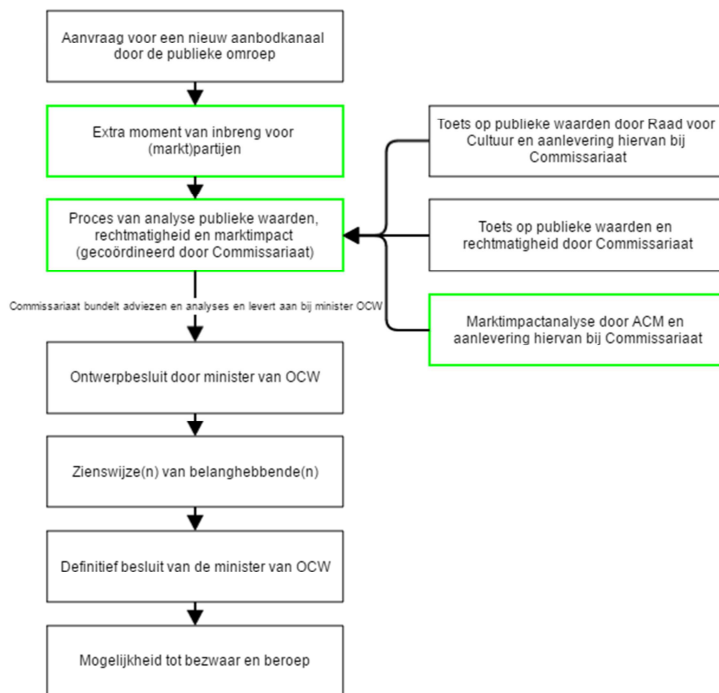 Aanvraag voor een nieuw aanbodkanaal
door de publieke omroep
Extra moment van inbreng voor
(markt)partijen
Proces van analyse publieke waarden,
rechtmatigheid en marktimpact
(gecoördineerd door Commissariaat)
Toets op publieke waarden door Raad voor
Cultuur en aanlevering hiervan bij
Commissariaat
Toets op publieke waarden en
rechtmatigheid door Commissariaat
Marktimpactanalyse door ACM en
aanlevering hiervan bij Commissariaat
Commissariaat bundelt adviezen en analyses en levert aan bij minister OCW
Ontwerpbesluit door minister van OCW
Zienswijze(n) van belanghebbende(n)
Definitief besluit van de minister van OCW
Mogelijkheid tot bezwaar en beroep